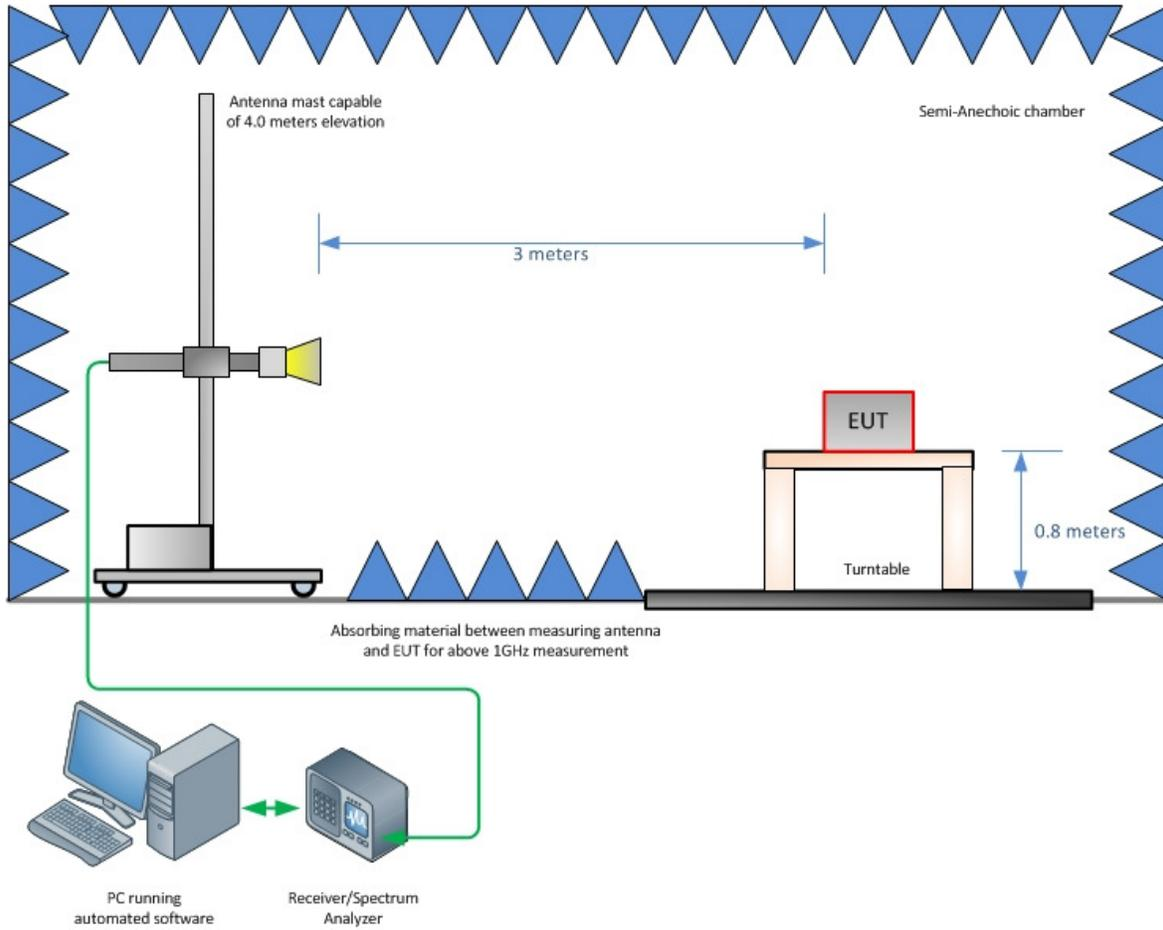 Antenna mast capable
of 4.0 meters elevation
Semi-Anechoic chamber
3 meters
EUT
0.8 meters
Turntable
Absorbing material between measuring antenna
and EUT for above 1GHz measurement
PC running
automated software
Receiver/Spectrum
Analyzer